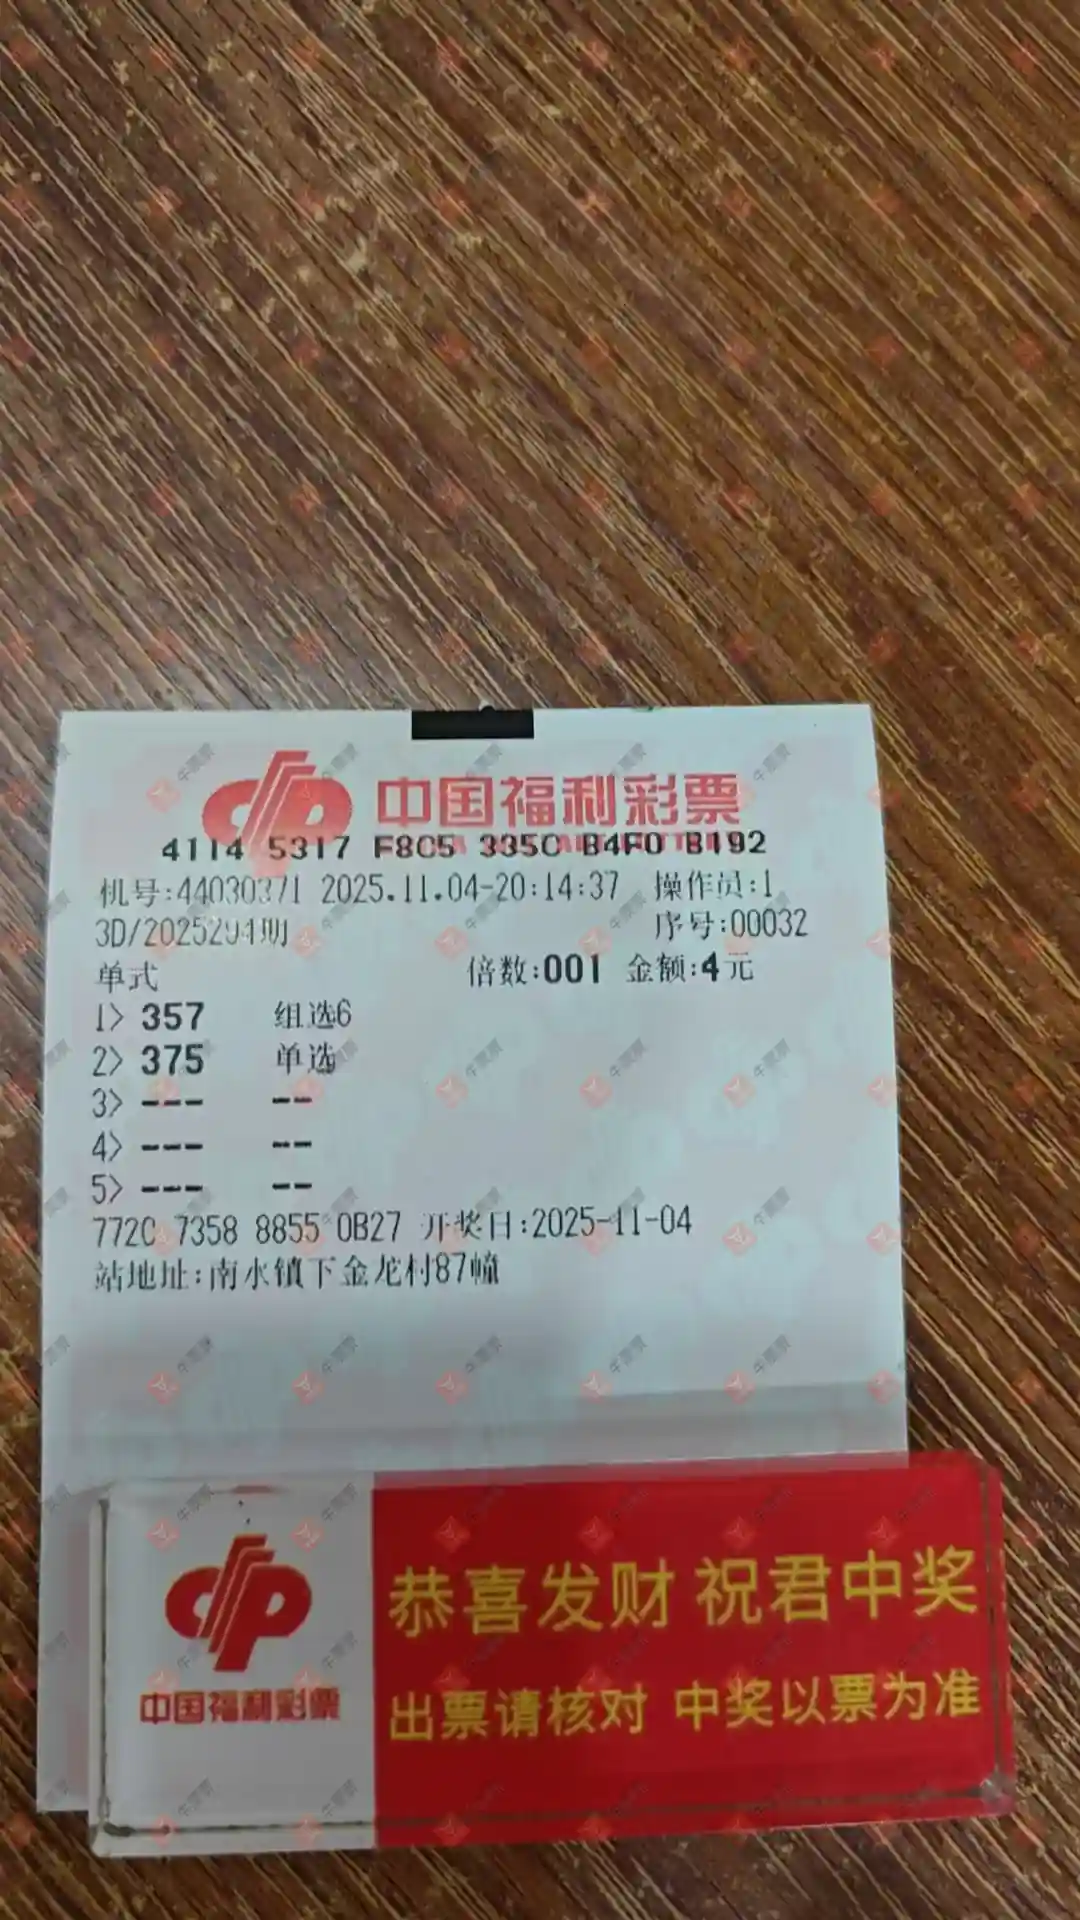 中国福利彩票
4114 5317 F8C5 335C B4F0 B192
机号:44030371 2025.11.04-20:14:37 操作员:1
3D/2025294期 序号:00032
单式 倍数:001 金额:4元
1> 357 组选6
2> 375 单选
3> --- --
4> --- --
5> --- --
772C 7358 8855 0B27 开奖日:2025-11-04
站地址:南水镇下金龙村87幢
恭喜发财 祝君中奖
中国福利彩票
出票请核对 中奖以票为准